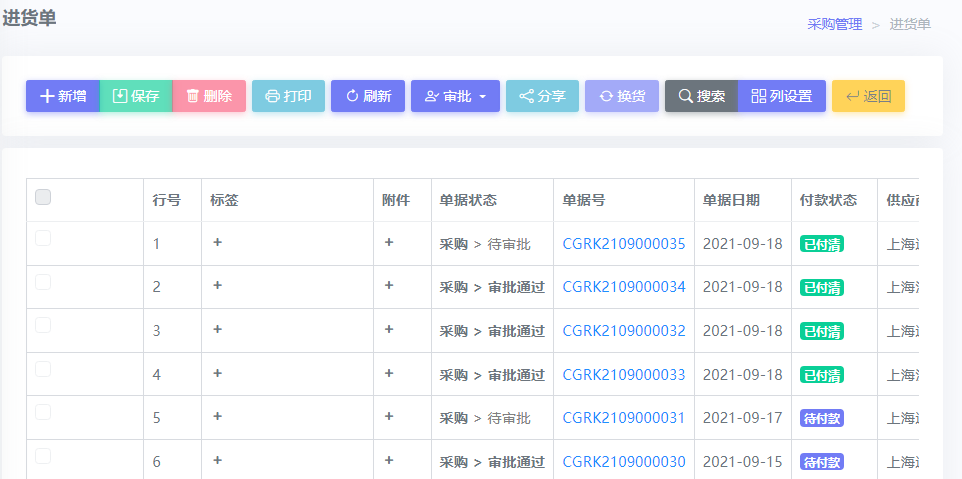 进货单
采购管理 > 进货单
新增 保存 删除 打印 刷新 审批 分享 换货 搜索 列设置 返回
行号 标签 附件 单据状态 单据号 单据日期 付款状态 供应
1 + + 采购 > 待审批 CGRK2109000035 2021-09-18 已付清 上海
2 + + 采购 > 审批通过 CGRK2109000034 2021-09-18 已付清 上海
3 + + 采购 > 审批通过 CGRK2109000032 2021-09-18 已付清 上海
4 + + 采购 > 审批通过 CGRK2109000033 2021-09-18 已付清 上海
5 + + 采购 > 待审批 CGRK2109000031 2021-09-17 待付款 上海
6 + + 采购 > 审批通过 CGRK2109000030 2021-09-15 待付款 上海